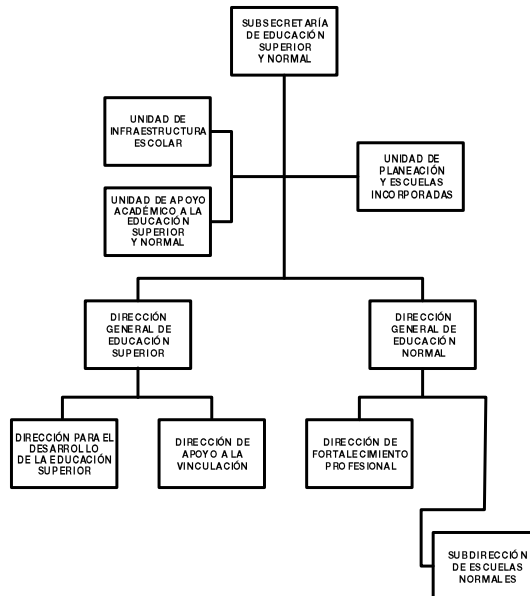 SUBSECRETARÍA
DE EDUCACIÓN
SUPERIOR
Y NORMAL
UNIDAD DE
INFRAESTRUCTURA
ESCOLAR
UNIDAD DE
PLANEACIÓN
Y ESCUELAS
INCORPORADAS
UNIDAD DE APOYO
ACADÉMICO A LA
EDUCACIÓN
SUPERIOR
Y NORMAL
DIRECCIÓN
GENERAL DE
EDUCACIÓN
SUPERIOR
DIRECCIÓN
GENERAL DE
EDUCACIÓN
NORMAL
DIRECCIÓN PARA EL
DESARROLLO
DE LA EDUCACIÓN
SUPERIOR
DIRECCIÓN DE
APOYO A LA
VINCULACIÓN
DIRECCIÓN DE
FORTALECIMIENTO
PROFESIONAL
SUBDIRECCIÓN
DE ESCUELAS
NORMALES